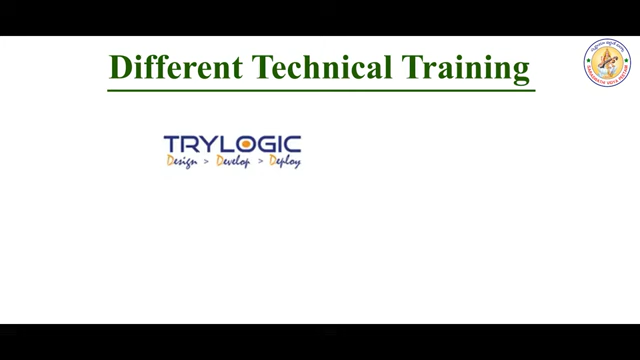 Different Technical Training
TRYLOGIC
Design > Develop > Deploy